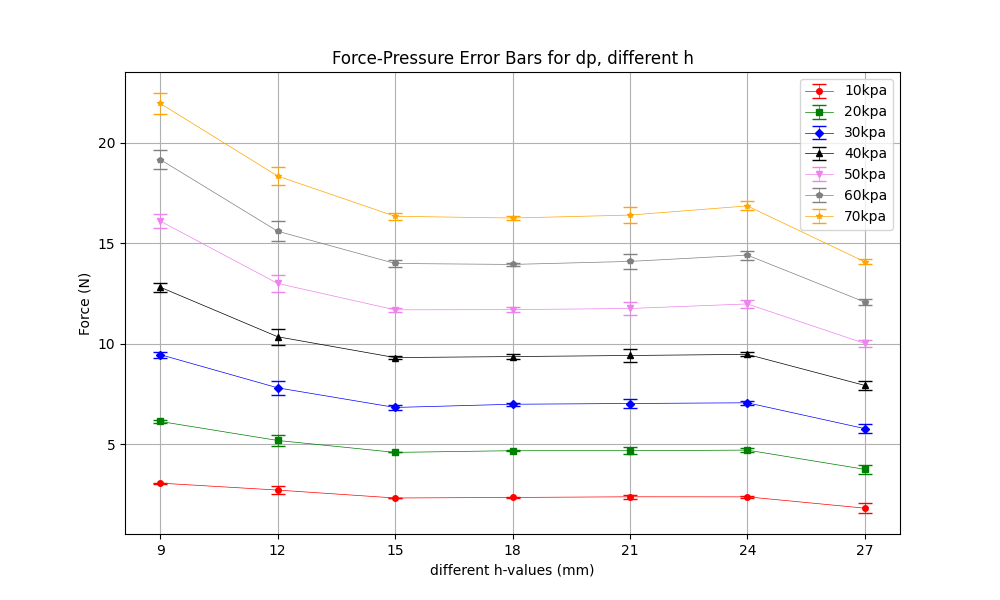 Force-Pressure Error Bars for dp, different h
10kpa
20kpa
30kpa
40kpa
50kpa
60kpa
70kpa
20
15
10
5
Force (N)
9 12 15 18 21 24 27
different h-values (mm)